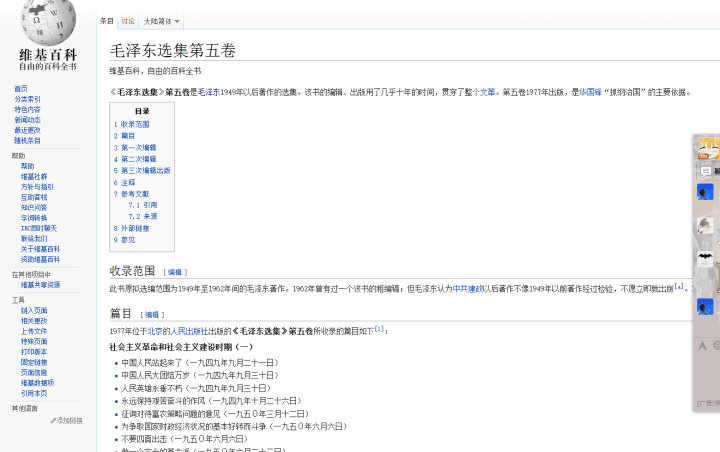 维基百科
自由的百科全书
首页
分类索引
特色内容
新闻动态
最近更改
随机条目
帮助
帮助
维基社群
方针与指引
互助客栈
知识问答
字词转换
IRC即时聊天
联络我们
关于维基百科
资助维基百科
在其他项目中
维基共享资源
工具
链入页面
相关更改
上传文件
特殊页面
打印版本
固定链接
页面信息
维基数据项
引用本页
其他语言
添加链接
条目 讨论 大陆简体
毛泽东选集第五卷
维基百科，自由的百科全书
《毛泽东选集》第五卷是毛泽东1949年以后著作的选集。该书的编辑、出版用了几乎十年的时间，贯穿了整个文革。第五卷1977年出版，是华国锋“抓纲治国”的主要依据。
目录
1 收录范围
2 篇目
3 第一次编辑
4 第二次编辑
5 第三次编辑出版
6 注释
7 参考文献
7.1 引用
7.2 来源
8 外部链接
9 参见
收录范围 [编辑]
此书原拟选编范围为1949年至1962年间的毛泽东著作。1962年曾有过一个该书的粗编稿；但毛泽东认为中共建政以后著作不像1949年以前著作经过检验，不愿立即就出版
篇目 [编辑]
1977年位于北京的人民出版社出版的《毛泽东选集》第五卷所收录的篇目如下[1]：
社会主义革命和社会主义建设时期（一）
中国人民站起来了（一九四九年九月二十一日）
中国人民大团结万岁（一九四九年九月三十日）
人民英雄永垂不朽（一九四九年九月三十日）
永远保持艰苦奋斗的作风（一九四九年十月二十六日）
征询对待富农策略问题的意见（一九五〇年三月十二日）
为争取国家财政经济状况的基本好转而斗争（一九五〇年六月六日）
不要四面出击（一九五〇年六月六日）